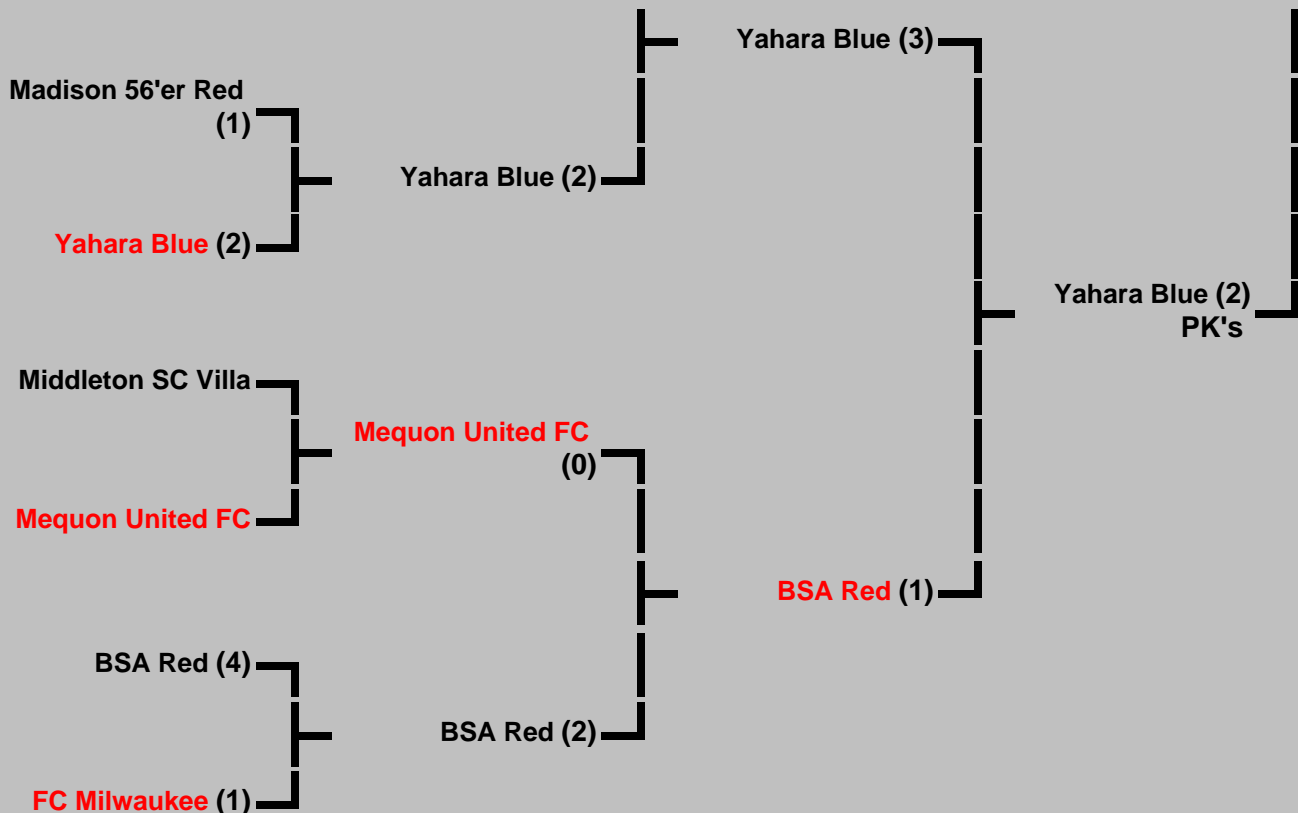 Yahara Blue (3)
Madison 56'er Red
(1)
Yahara Blue (2)
Yahara Blue (2)
Yahara Blue (2)
PK's
Middleton SC Villa
Mequon United FC
(0)
Mequon United FC
BSA Red (1)
BSA Red (4)
BSA Red (2)
FC Milwaukee (1)